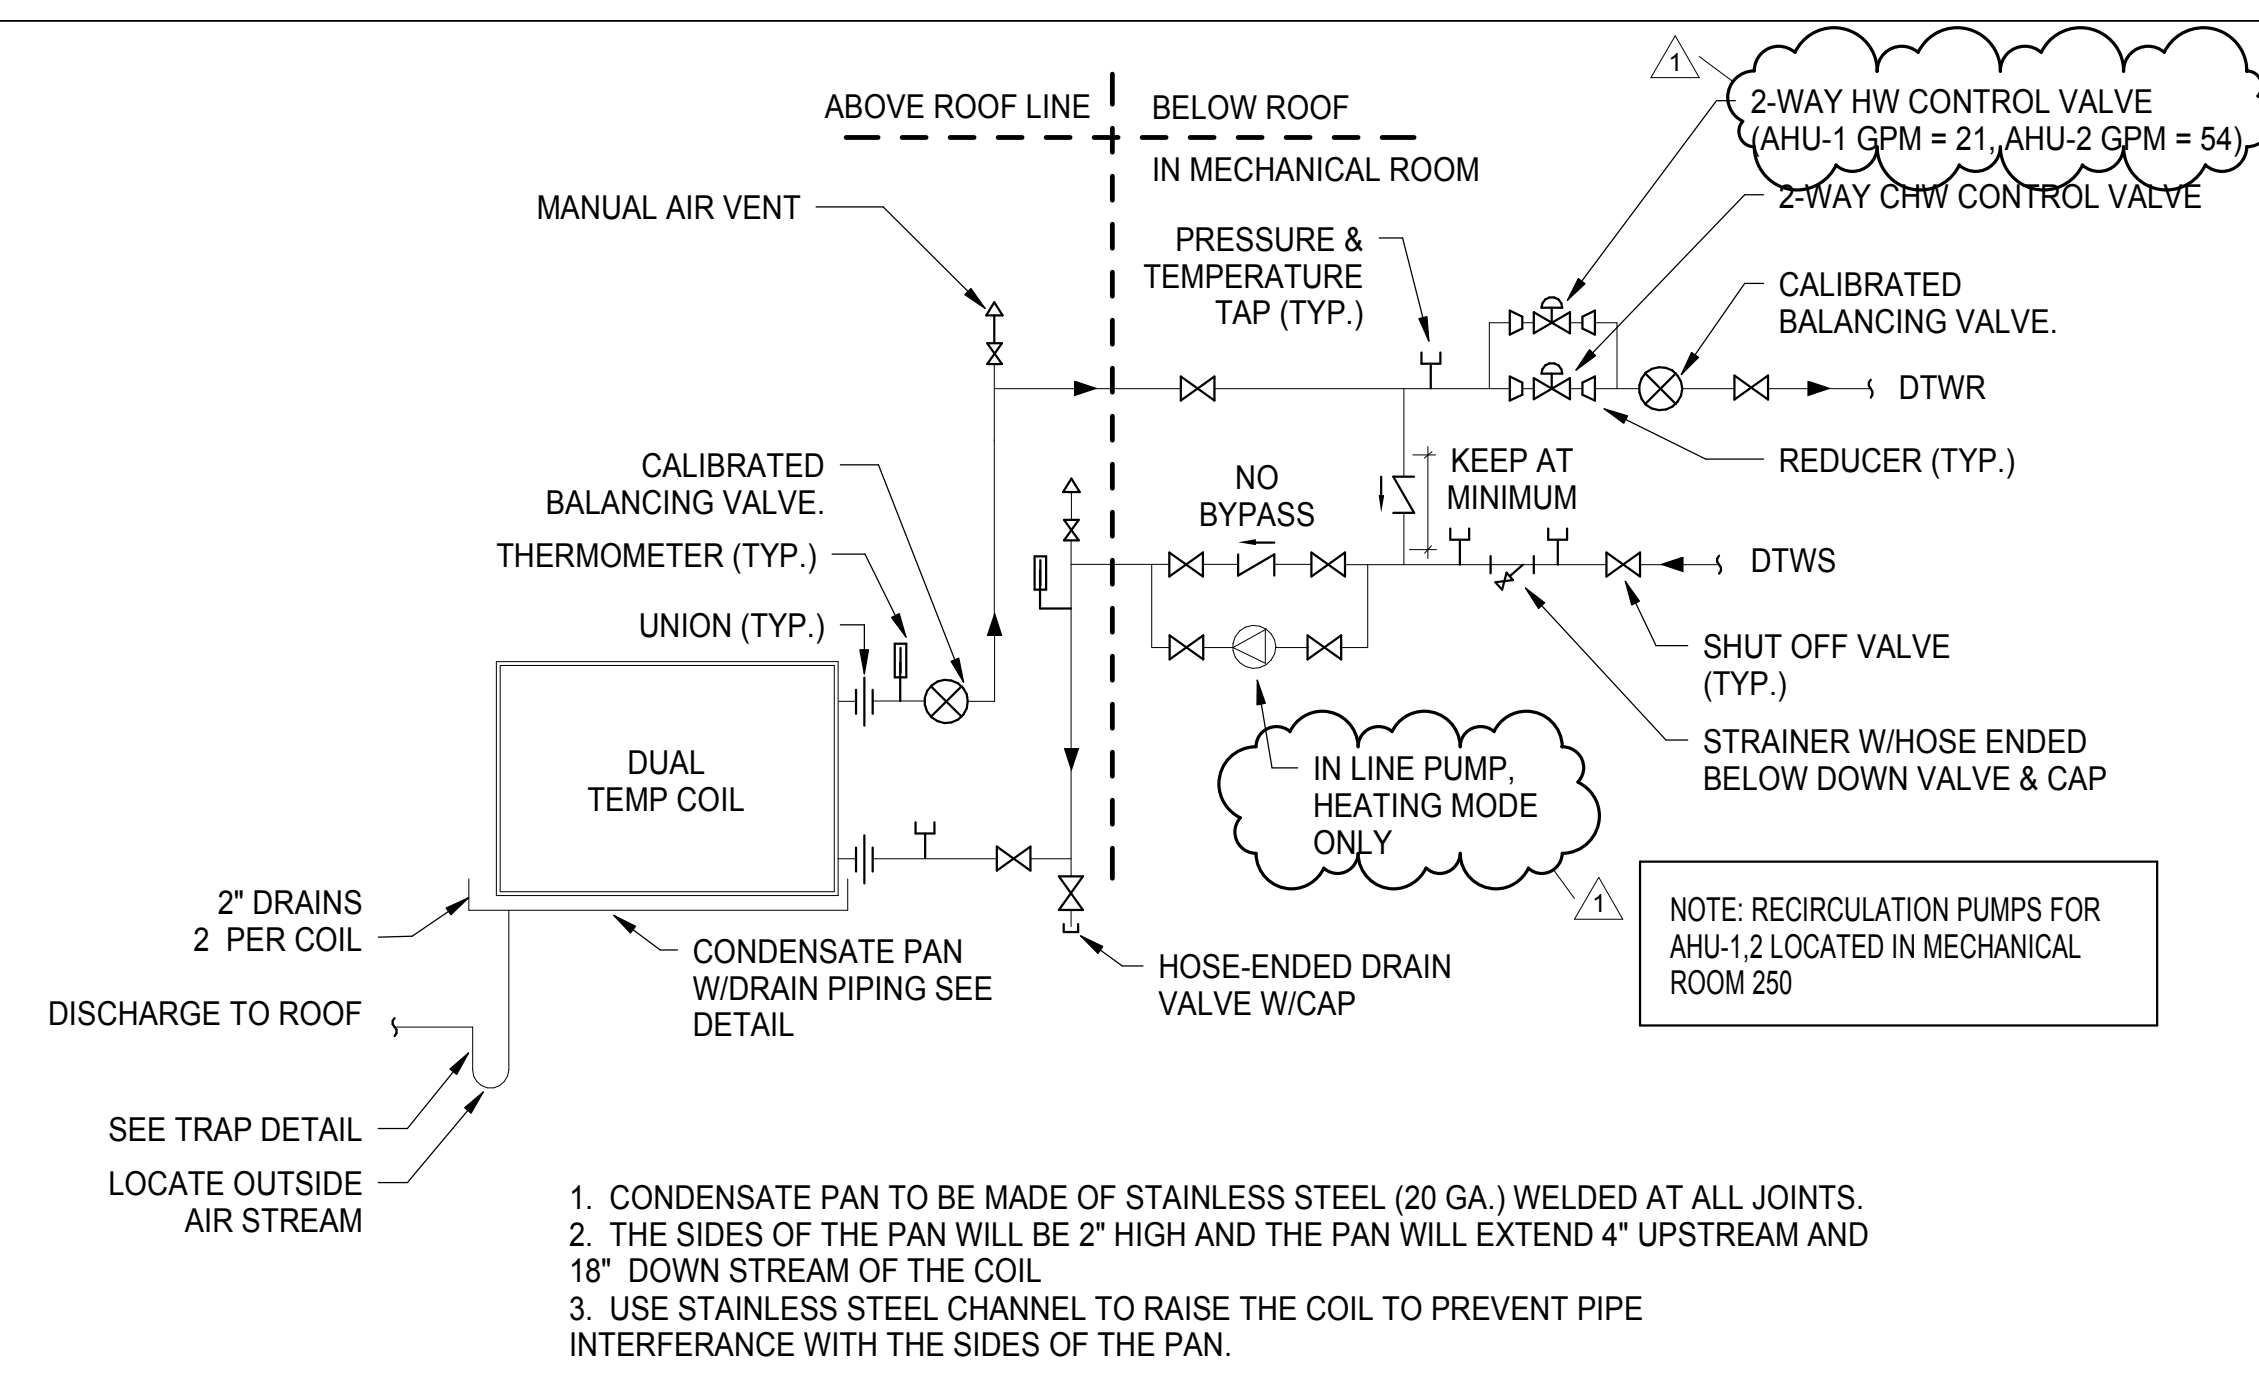 1
2-WAY HW CONTROL VALVE
(AHU-1 GPM = 21, AHU-2 GPM = 54)
ABOVE ROOF LINE
BELOW ROOF
IN MECHANICAL ROOM
2-WAY CHW CONTROL VALVE
MANUAL AIR VENT
PRESSURE &
TEMPERATURE
TAP (TYP.)
CALIBRATED
BALANCING VALVE.
DTWR
CALIBRATED
BALANCING VALVE.
NO
BYPASS
KEEP AT
MINIMUM
REDUCER (TYP.)
THERMOMETER (TYP.)
DTWS
UNION (TYP.)
SHUT OFF VALVE
(TYP.)
STRAINER W/HOSE ENDED
BELOW DOWN VALVE & CAP
DUAL
TEMP COIL
IN LINE PUMP,
HEATING MODE
ONLY
1
2" DRAINS
2 PER COIL
NOTE: RECIRCULATION PUMPS FOR
AHU-1,2 LOCATED IN MECHANICAL
ROOM 250
CONDENSATE PAN
W/DRAIN PIPING SEE
DETAIL
HOSE-ENDED DRAIN
VALVE W/CAP
DISCHARGE TO ROOF
SEE TRAP DETAIL
LOCATE OUTSIDE
AIR STREAM
1. CONDENSATE PAN TO BE MADE OF STAINLESS STEEL (20 GA.) WELDED AT ALL JOINTS.
2. THE SIDES OF THE PAN WILL BE 2" HIGH AND THE PAN WILL EXTEND 4" UPSTREAM AND
18" DOWN STREAM OF THE COIL
3. USE STAINLESS STEEL CHANNEL TO RAISE THE COIL TO PREVENT PIPE
INTERFERANCE WITH THE SIDES OF THE PAN.